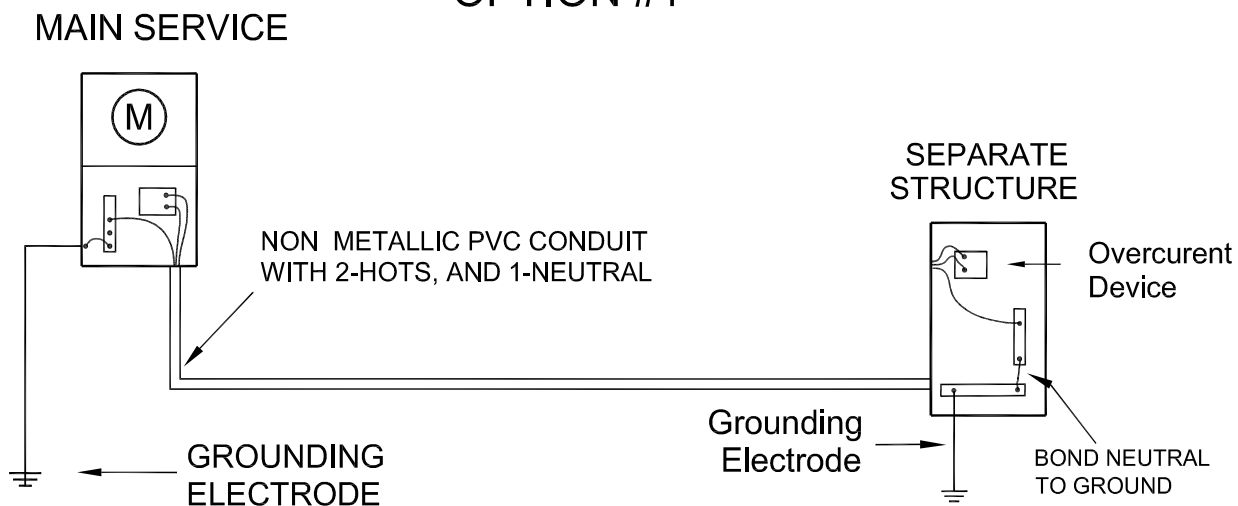 MAIN SERVICE
M
NON METALLIC PVC CONDUIT
WITH 2-HOTS, AND 1-NEUTRAL
SEPARATE
STRUCTURE
Overcurent
Device
GROUNDING
ELECTRODE
Grounding
Electrode
BOND NEUTRAL
TO GROUND